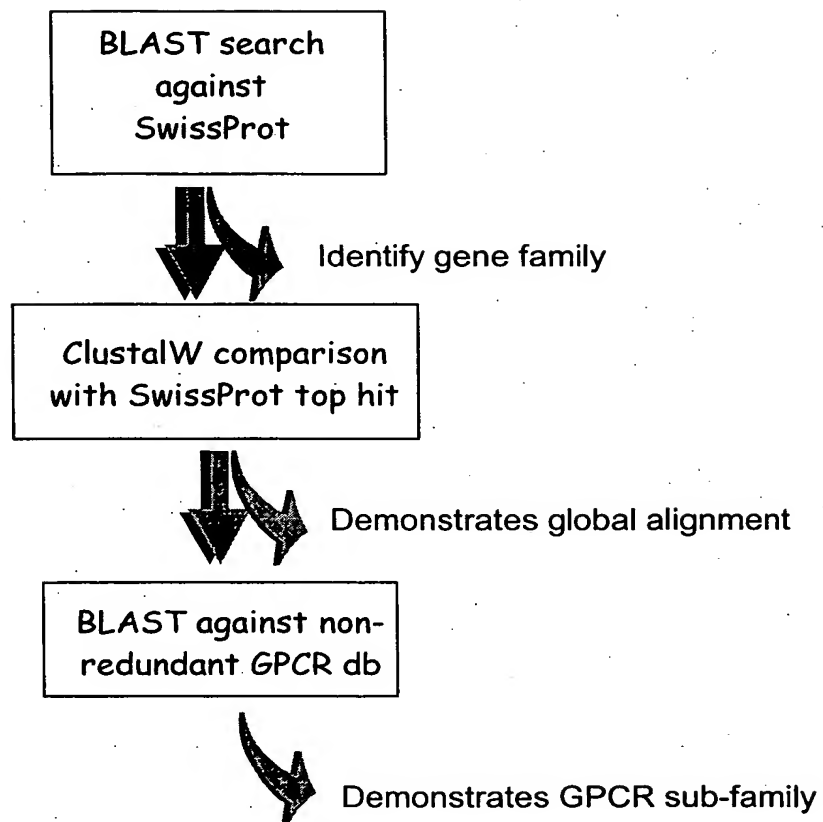 BLAST search
against
SwissProt
Identify gene family
ClustalW comparison
with SwissProt top hit
Demonstrates global alignment
BLAST against non-
redundant GPCR db
Demonstrates GPCR sub-family